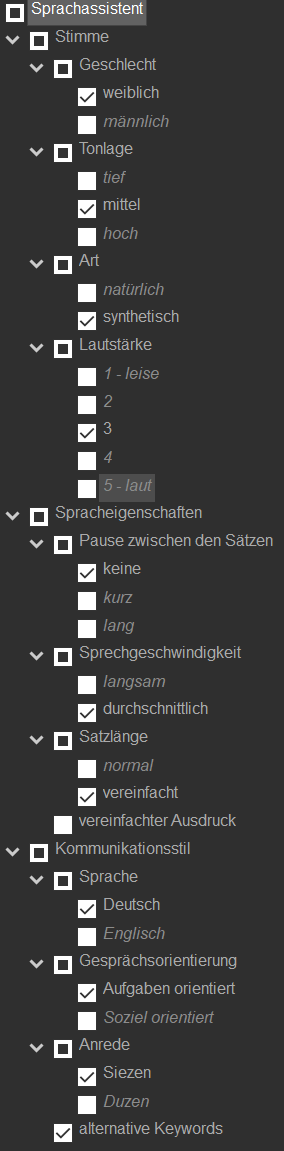 Sprachassistent
Stimme
Geschlecht
weiblich
männlich
Tonlage
tief
mittel
hoch
Art
natürlich
synthetisch
Lautstärke
1 - leise
2
3
4
5 - laut
Spracheigenschaften
Pause zwischen den Sätzen
keine
kurz
lang
Sprechgeschwindigkeit
langsam
durchschnittlich
Satzlänge
normal
vereinfacht
vereinfachter Ausdruck
Kommunikationsstil
Sprache
Deutsch
Englisch
Gesprächsorientierung
Aufgaben orientiert
Soziel orientiert
Anrede
Siezen
Duzen
alternative Keywords